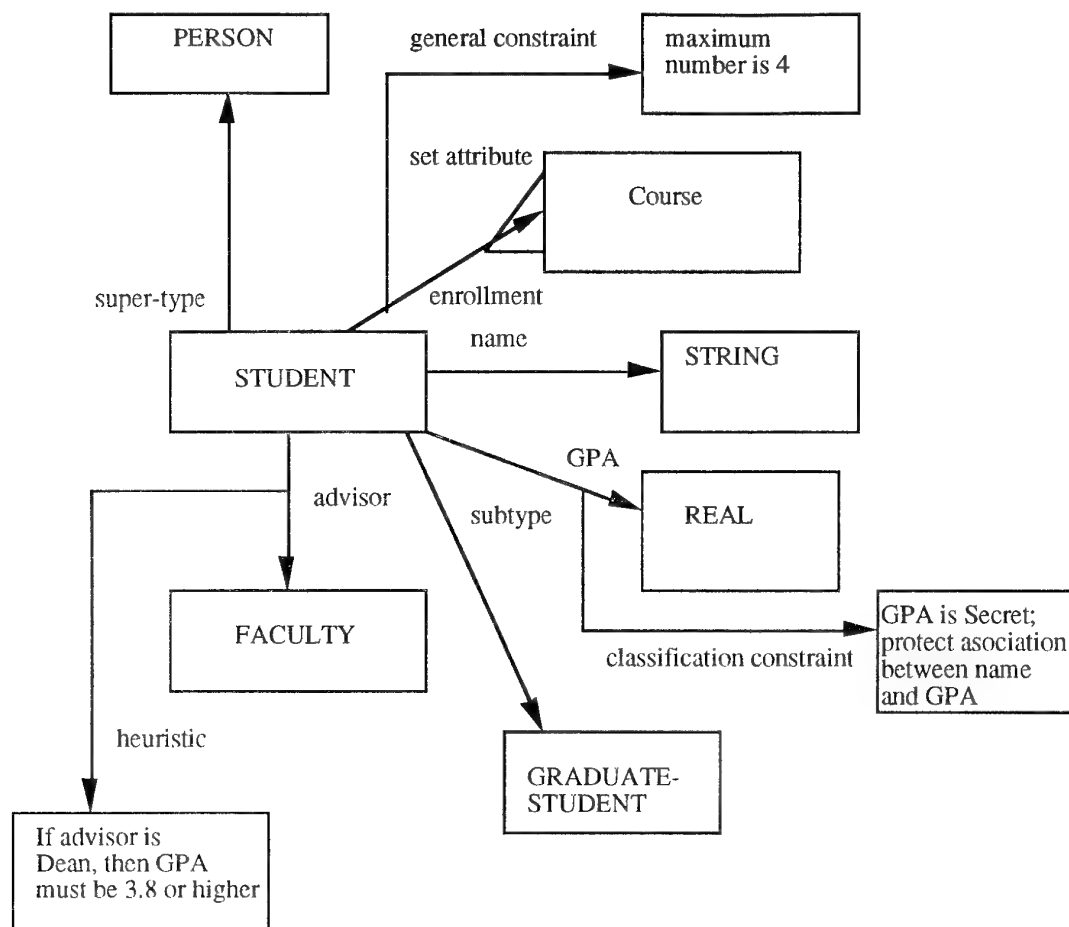 PERSON
general constraint
maximum
number is 4
set attribute
Course
super-type
enrollment
name
STUDENT
STRING
GPA
advisor
subtype
REAL
FACULTY
GPA is Secret;
protect asociation
between name
and GPA
classification constraint
heuristic
GRADUATE-
STUDENT
If advisor is
Dean, then GPA
must be 3.8 or higher